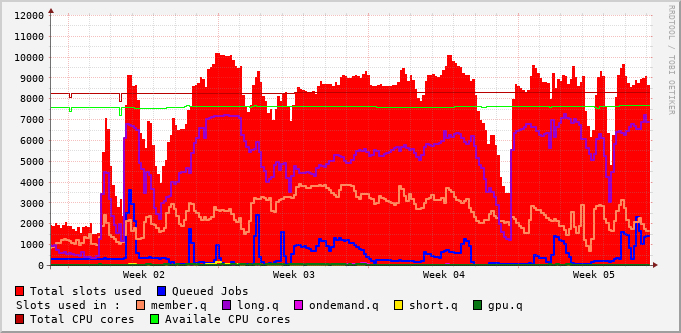 12000
11000
10000
9000
8000
7000
6000
5000
4000
3000
2000
1000
0
Week 02 Week 03 Week 04 Week 05
Total slots used Queued Jobs
Slots used in : member.q long.q ondemand.q short.q gpu.q
Total CPU cores Availale CPU cores
RRDTOOL / TOBI OETIKER